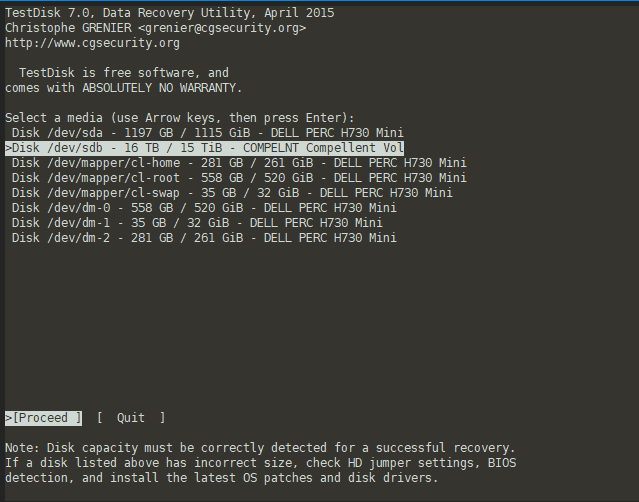 TestDisk 7.0, Data Recovery Utility, April 2015
Christophe GRENIER <grenier@cgsecurity.org>
http://www.cgsecurity.org
  TestDisk is free software, and
comes with ABSOLUTELY NO WARRANTY.
Select a media (use Arrow keys, then press Enter):
 Disk /dev/sda - 1197 GB / 1115 GiB - DELL PERC H730 Mini
>Disk /dev/sdb - 16 TB / 15 TiB - COMPELNT Compellent Vol
 Disk /dev/mapper/cl-home - 281 GB / 261 GiB - DELL PERC H730 Mini
 Disk /dev/mapper/cl-root - 558 GB / 520 GiB - DELL PERC H730 Mini
 Disk /dev/mapper/cl-swap - 35 GB / 32 GiB - DELL PERC H730 Mini
 Disk /dev/dm-0 - 558 GB / 520 GiB - DELL PERC H730 Mini
 Disk /dev/dm-1 - 35 GB / 32 GiB - DELL PERC H730 Mini
 Disk /dev/dm-2 - 281 GB / 261 GiB - DELL PERC H730 Mini
>[Proceed ]  [  Quit  ]
Note: Disk capacity must be correctly detected for a successful recovery.
If a disk listed above has incorrect size, check HD jumper settings, BIOS
detection, and install the latest OS patches and disk drivers.